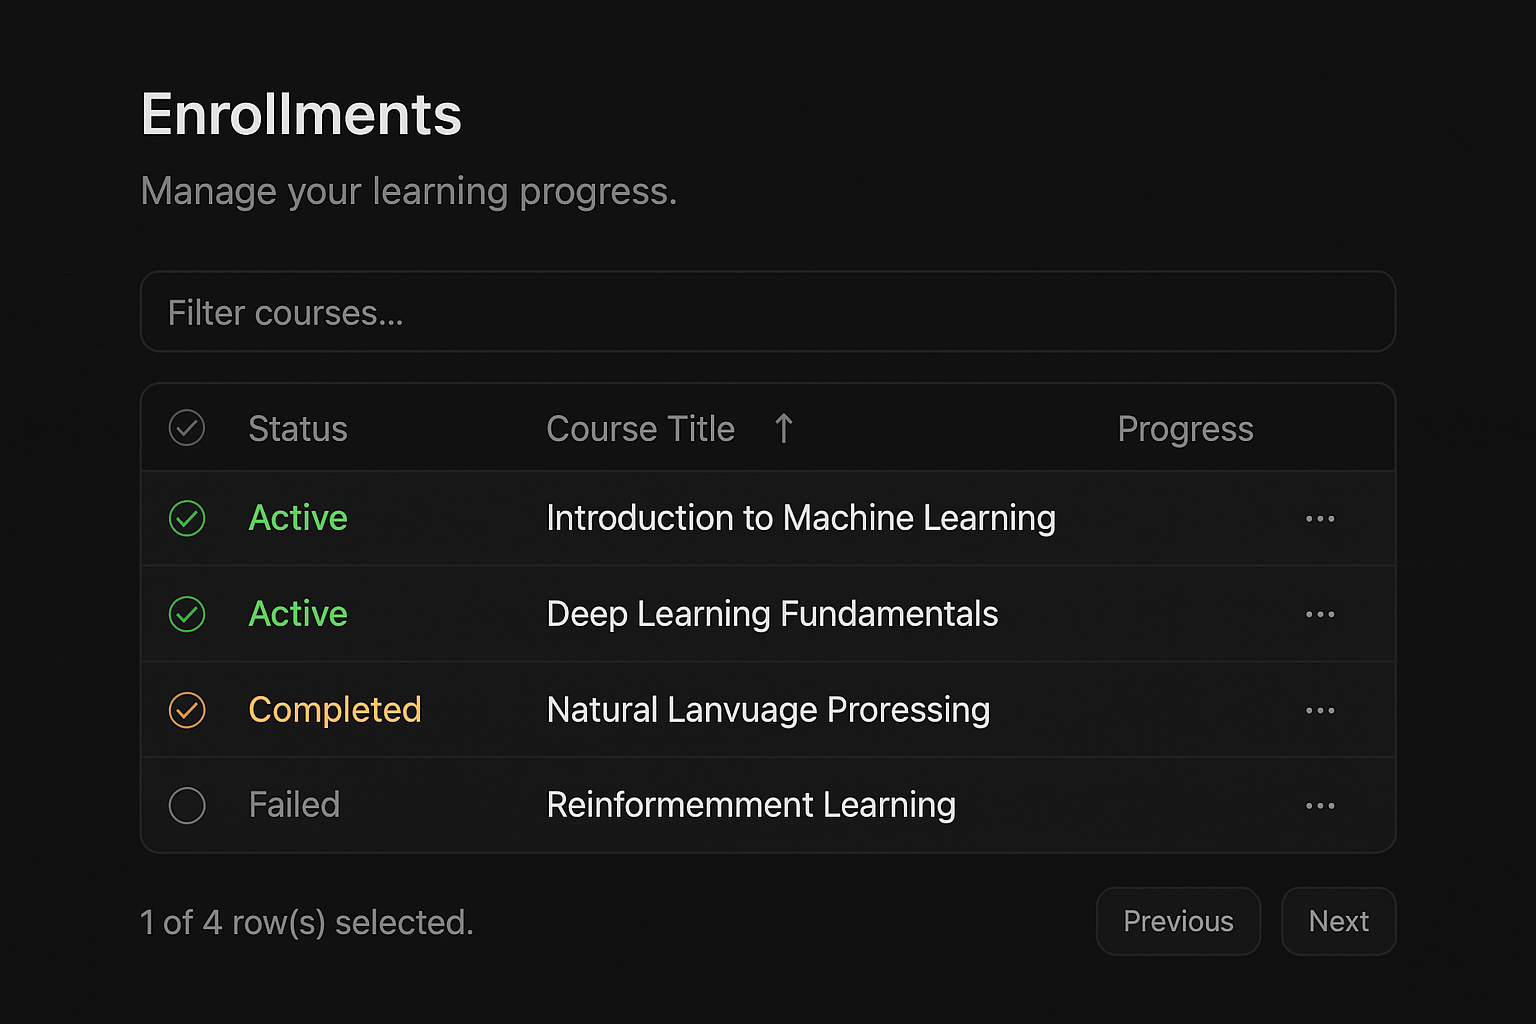 Enrollments
Manage your learning progress.
Filter courses...
Status Course Title ↑ Progress
Active Introduction to Machine Learning ...
Active Deep Learning Fundamentals ...
Completed Natural Lanvuage Proressing ...
Failed Reinformemment Learning ...
1 of 4 row(s) selected. Previous Next